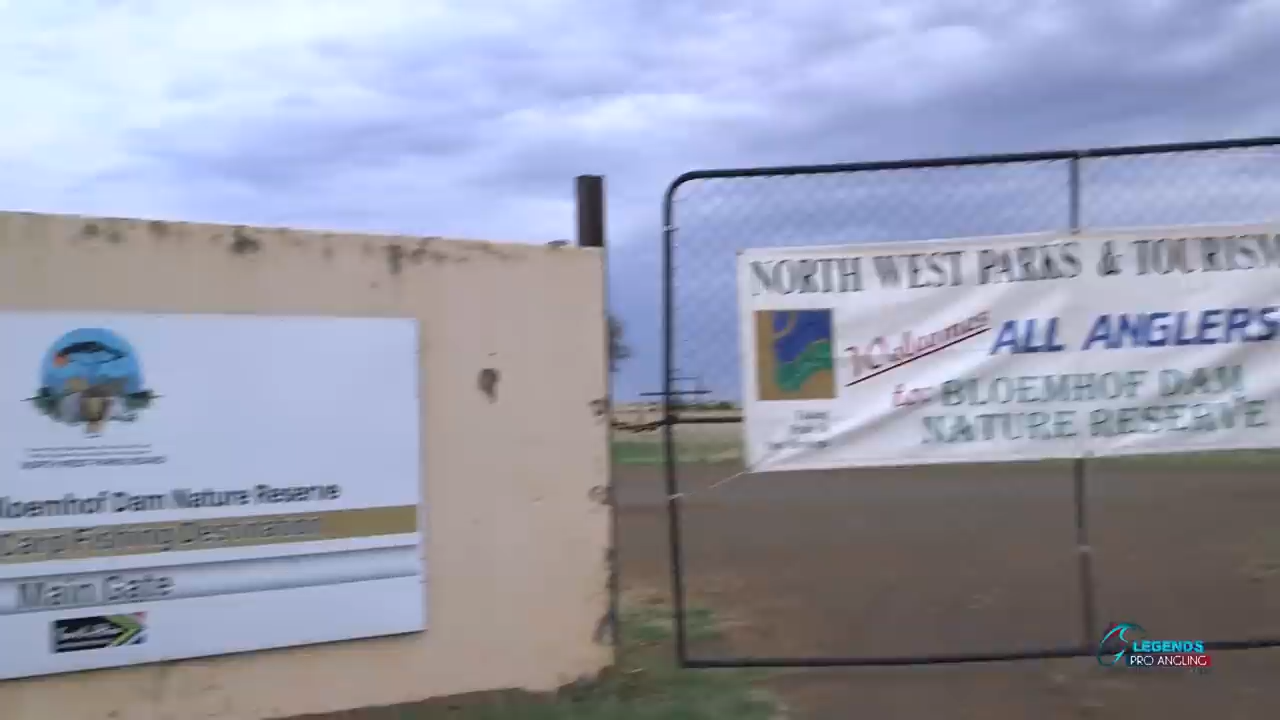 Bloemhof Dam Nature Reserve
Carp Fishing Destination
Main Gate
NORTH WEST PARKS & TOURISM
Welcomes ALL ANGLERS
to: BLOEMHOF DAM
NATURE RESERVE
LEGENDS
PRO ANGLING